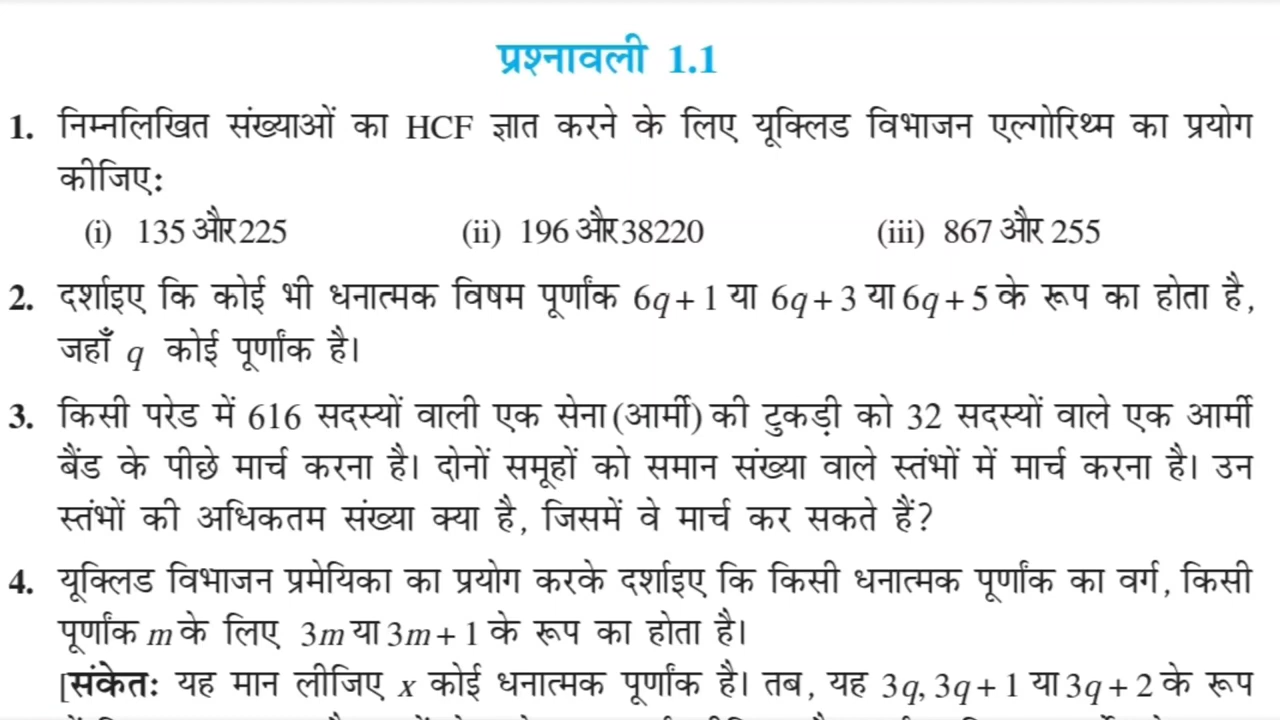 प्रश्नावली 1.1
1. निम्नलिखित संख्याओं का HCF ज्ञात करने के लिए यूक्लिड विभाजन एल्गोरिथ्म का प्रयोग
कीजिए:
(i) 135 और 225 (ii) 196 और 38220 (iii) 867 और 255
2. दर्शाइए कि कोई भी धनात्मक विषम पूर्णांक 6q + 1 या 6q + 3 या 6q + 5 के रूप का होता है,
जहाँ q कोई पूर्णांक है।
3. किसी परेड में 616 सदस्यों वाली एक सेना (आर्मी) की टुकड़ी को 32 सदस्यों वाले एक आर्मी
बैंड के पीछे मार्च करना है। दोनों समूहों को समान संख्या वाले स्तंभों में मार्च करना है। उन
स्तंभों की अधिकतम संख्या क्या है, जिसमें वे मार्च कर सकते हैं?
4. यूक्लिड विभाजन प्रमेयिका का प्रयोग करके दर्शाइए कि किसी धनात्मक पूर्णांक का वर्ग, किसी
पूर्णांक m के लिए 3m या 3m + 1 के रूप का होता है।
[संकेत: यह मान लीजिए x कोई धनात्मक पूर्णांक है। तब, यह 3q, 3q + 1 या 3q + 2 के रूप